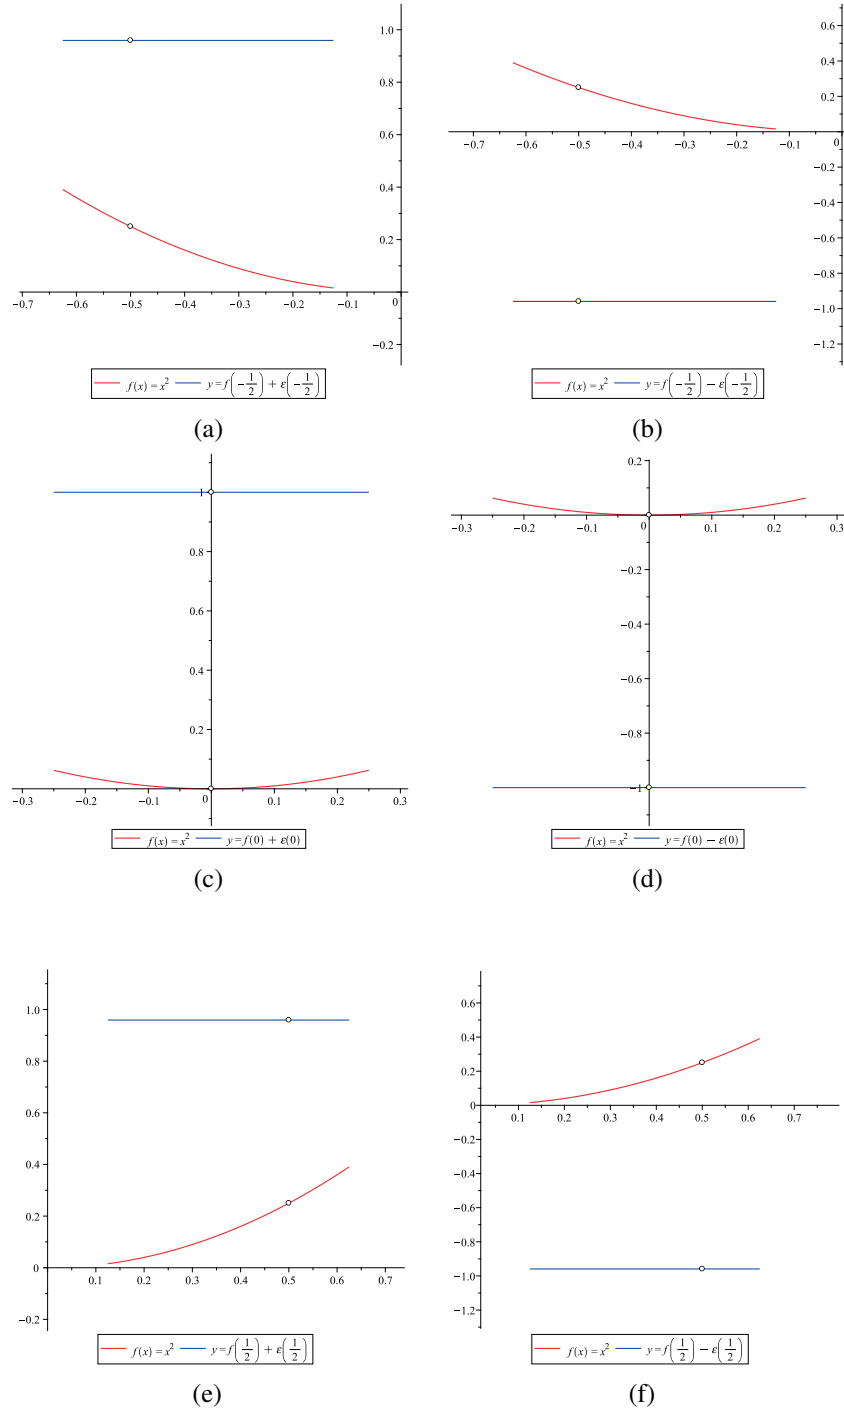 1.0
0.8
0.6
0.4
0.2
−0.7 −0.6 −0.5 −0.4 −0.3 −0.2 −0.1 0
−0.2
f(x) = x² y = f(−1/2) + ε(−1/2)
(a)
0.6
0.4
0.2
−0.7 −0.6 −0.5 −0.4 −0.3 −0.2 −0.1 0
−0.2
−0.4
−0.6
−0.8
−1.0
−1.2
f(x) = x² y = f(−1/2) − ε(−1/2)
(b)
1
0.8
0.6
0.4
0.2
−0.3 −0.2 −0.1 0 0.1 0.2 0.3
f(x) = x² y = f(0) + ε(0)
(c)
0.2
−0.3 −0.2 −0.1 0 0.1 0.2 0.3
−0.2
−0.4
−0.6
−0.8
−1
f(x) = x² y = f(0) − ε(0)
(d)
1.0
0.8
0.6
0.4
0.2
0 0.1 0.2 0.3 0.4 0.5 0.6 0.7
−0.2
f(x) = x² y = f(1/2) + ε(1/2)
(e)
0.6
0.4
0.2
0 0.1 0.2 0.3 0.4 0.5 0.6 0.7
−0.2
−0.4
−0.6
−0.8
−1.0
−1.2
f(x) = x² y = f(1/2) − ε(1/2)
(f)